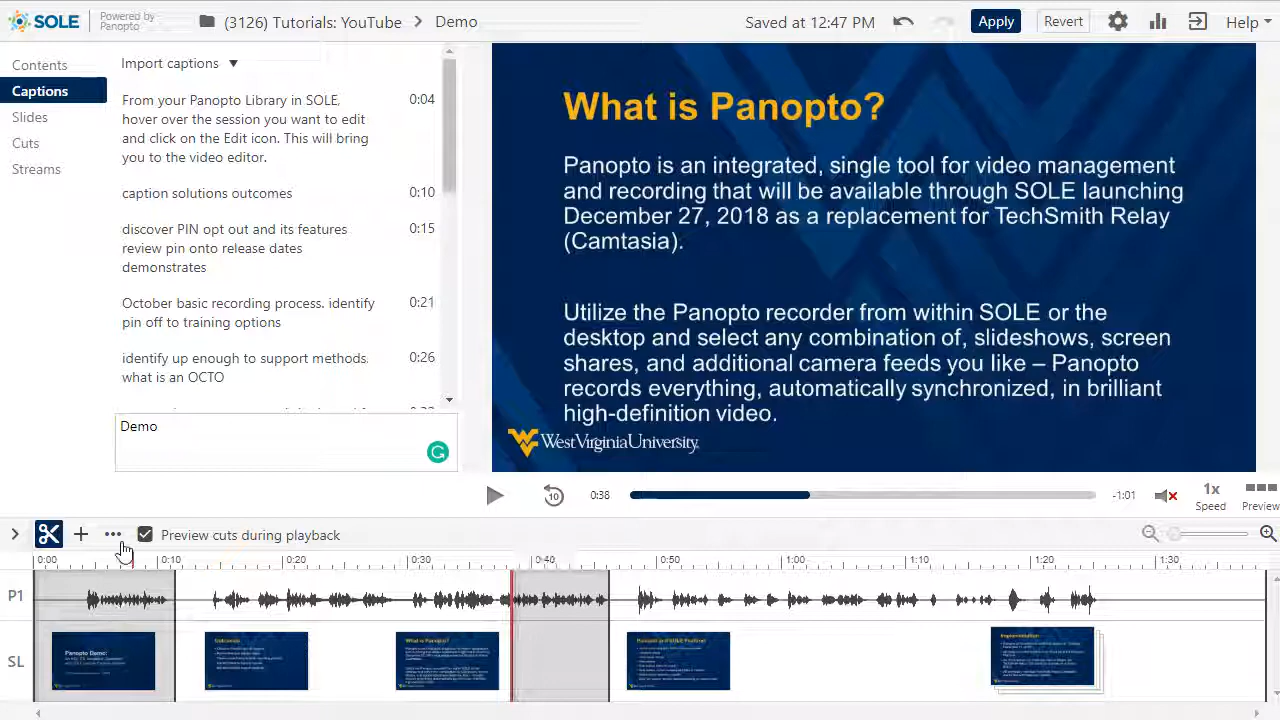 SOLE
Powered by
Panopto
(3126) Tutorials: YouTube
Demo
Saved at 12:47 PM
Apply
Revert
Help
Contents
Captions
Slides
Cuts
Streams
Import captions
From your Panopto Library in SOLE,
hover over the session you want to edit
and click on the Edit icon. This will bring
you to the video editor.
0:04
caption solutions outcomes
0:10
discover PIN opt out and its features
review pin onto release dates
demonstrates
0:15
October basic recording process. identify
pin off to training options
0:21
identify up enough to support methods.
what is an OCTO
0:26
Demo
What is Panopto?
Panopto is an integrated, single tool for video management
and recording that will be available through SOLE launching
December 27, 2018 as a replacement for TechSmith Relay
(Camtasia).
Utilize the Panopto recorder from within SOLE or the
desktop and select any combination of, slideshows, screen
shares, and additional camera feeds you like – Panopto
records everything, automatically synchronized, in brilliant
high-definition video.
WestVirginiaUniversity.
10
0:38
-1:01
1x
Speed
Preview
Preview cuts during playback
0:00
0:10
0:20
0:30
0:40
0:50
1:00
1:10
1:20
1:30
P1
SL
Panopto Demo:
Outcomes
What is Panopto?
Implementation